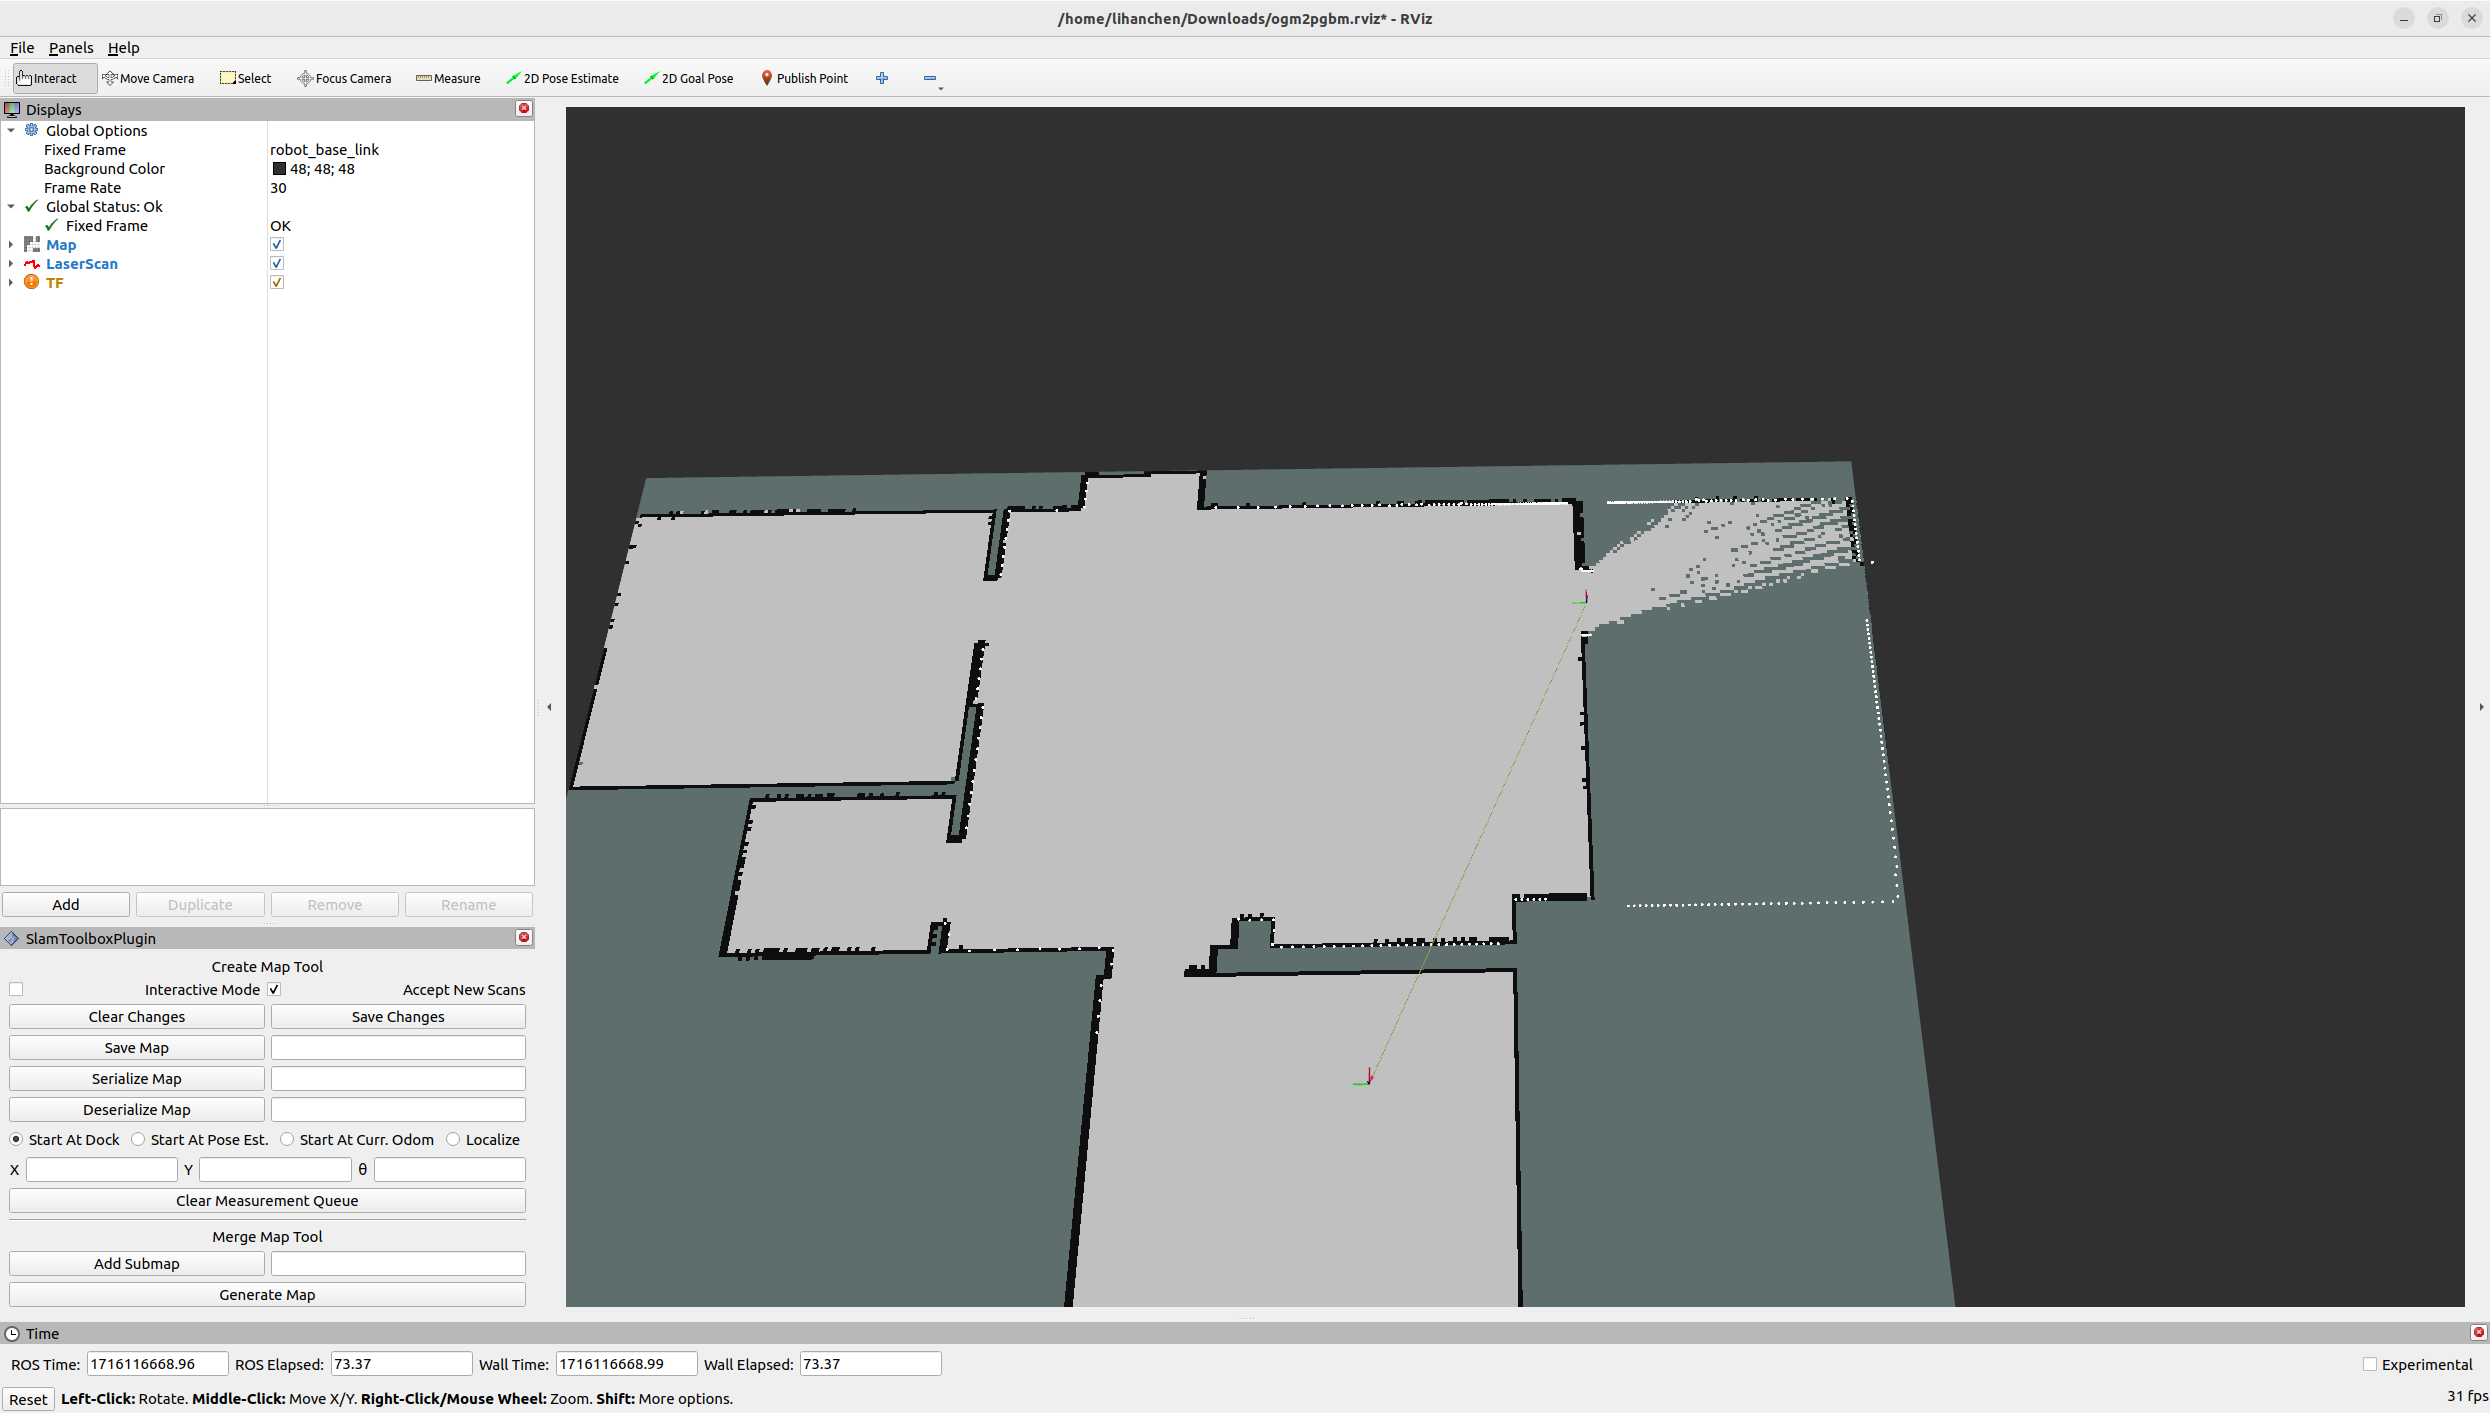 /home/lihanchen/Downloads/ogm2pgbm.rviz* - RViz
File Panels Help
Interact Move Camera Select Focus Camera Measure 2D Pose Estimate 2D Goal Pose Publish Point
Displays
Global Options
Fixed Frame robot_base_link
Background Color 48; 48; 48
Frame Rate 30
Global Status: Ok
Fixed Frame OK
Map
LaserScan
TF
Add Duplicate Remove Rename
SlamToolboxPlugin
Create Map Tool
Interactive Mode Accept New Scans
Clear Changes Save Changes
Save Map
Serialize Map
Deserialize Map
Start At Dock Start At Pose Est. Start At Curr. Odom Localize
X Y θ
Clear Measurement Queue
Merge Map Tool
Add Submap
Generate Map
Time
ROS Time: 1716116668.96 ROS Elapsed: 73.37 Wall Time: 1716116668.99 Wall Elapsed: 73.37 Experimental
Reset Left-Click: Rotate. Middle-Click: Move X/Y. Right-Click/Mouse Wheel: Zoom. Shift: More options. 31 fps